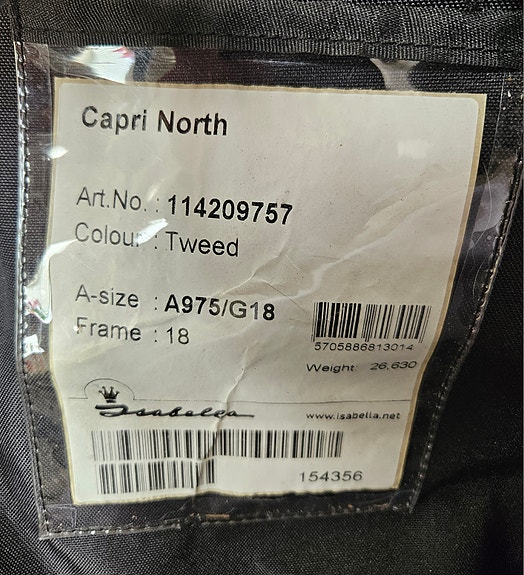 Capri North
Art.No. : 114209757
Colour : Tweed
A-size : A975/G18
Frame : 18
5705886813014
Weight: 26,630
Isabella
www.isabella.net
154356